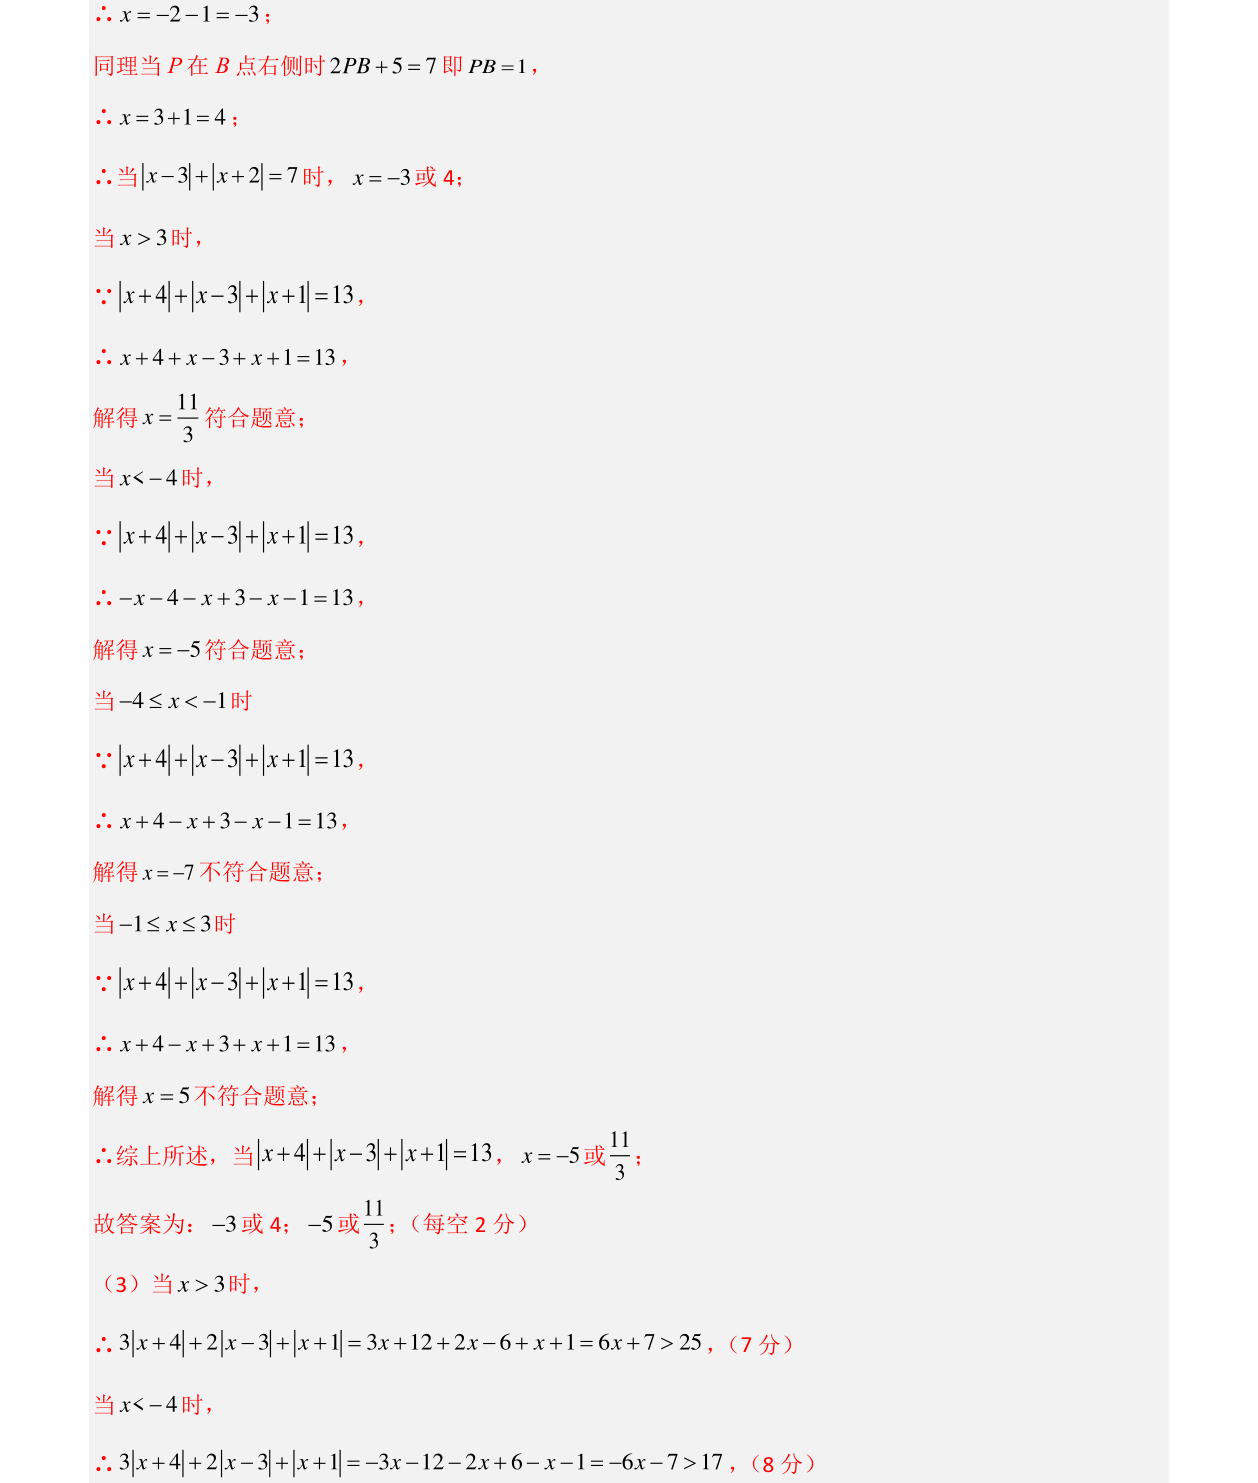 ∴ x = −2 − 1 = −3；
同理当 P 在 B 点右侧时 2PB + 5 = 7 即 PB = 1，
∴ x = 3 + 1 = 4；
∴当 |x − 3| + |x + 2| = 7 时， x = −3 或 4；
当 x > 3 时，
∵ |x + 4| + |x − 3| + |x + 1| = 13，
∴ x + 4 + x − 3 + x + 1 = 13，
解得 x = 11/3 符合题意；
当 x < − 4 时，
∵ |x + 4| + |x − 3| + |x + 1| = 13，
∴ −x − 4 − x + 3 − x − 1 = 13，
解得 x = −5 符合题意；
当 −4 ≤ x < −1 时
∵ |x + 4| + |x − 3| + |x + 1| = 13，
∴ x + 4 − x + 3 − x − 1 = 13，
解得 x = −7 不符合题意；
当 −1 ≤ x ≤ 3 时
∵ |x + 4| + |x − 3| + |x + 1| = 13，
∴ x + 4 − x + 3 + x + 1 = 13，
解得 x = 5 不符合题意；
∴综上所述，当 |x + 4| + |x − 3| + |x + 1| = 13， x = −5 或 11/3；
故答案为： −3 或 4； −5 或 11/3；（每空 2 分）
（3）当 x > 3 时，
∴ 3|x + 4| + 2|x − 3| + |x + 1| = 3x + 12 + 2x − 6 + x + 1 = 6x + 7 > 25，（7 分）
当 x < − 4 时，
∴ 3|x + 4| + 2|x − 3| + |x + 1| = −3x − 12 − 2x + 6 − x − 1 = −6x − 7 > 17，（8 分）